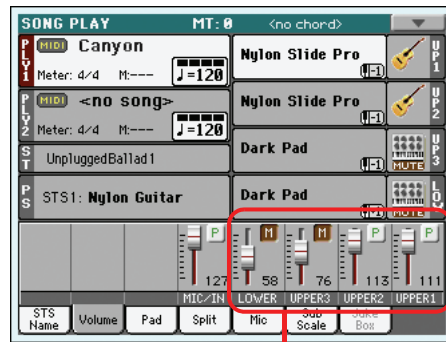 SONG PLAY MT: 0 <no chord>
PLY1 MIDI Canyon
Meter: 4/4 M:--- ♩=120
Nylon Slide Pro -1 UP1
PLY2 MIDI <no song>
Meter: 4/4 M:--- ♩=120
Nylon Slide Pro -1 UP2
ST UnpluggedBallad1
Dark Pad -1 MUTE UP3
PS STS1: Nylon Guitar
Dark Pad MUTE LOW
P M M P P
127 58 76 113 111
MIC/IN LOWER UPPER3 UPPER2 UPPER1
STS Name Volume Pad Split Mic Sub Scale Juke Box